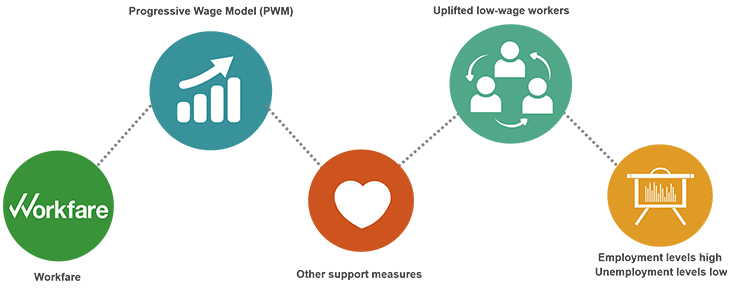 Progressive Wage Model (PWM)
Uplifted low-wage workers
Workfare
Workfare
Other support measures
Employment levels high
Unemployment levels low